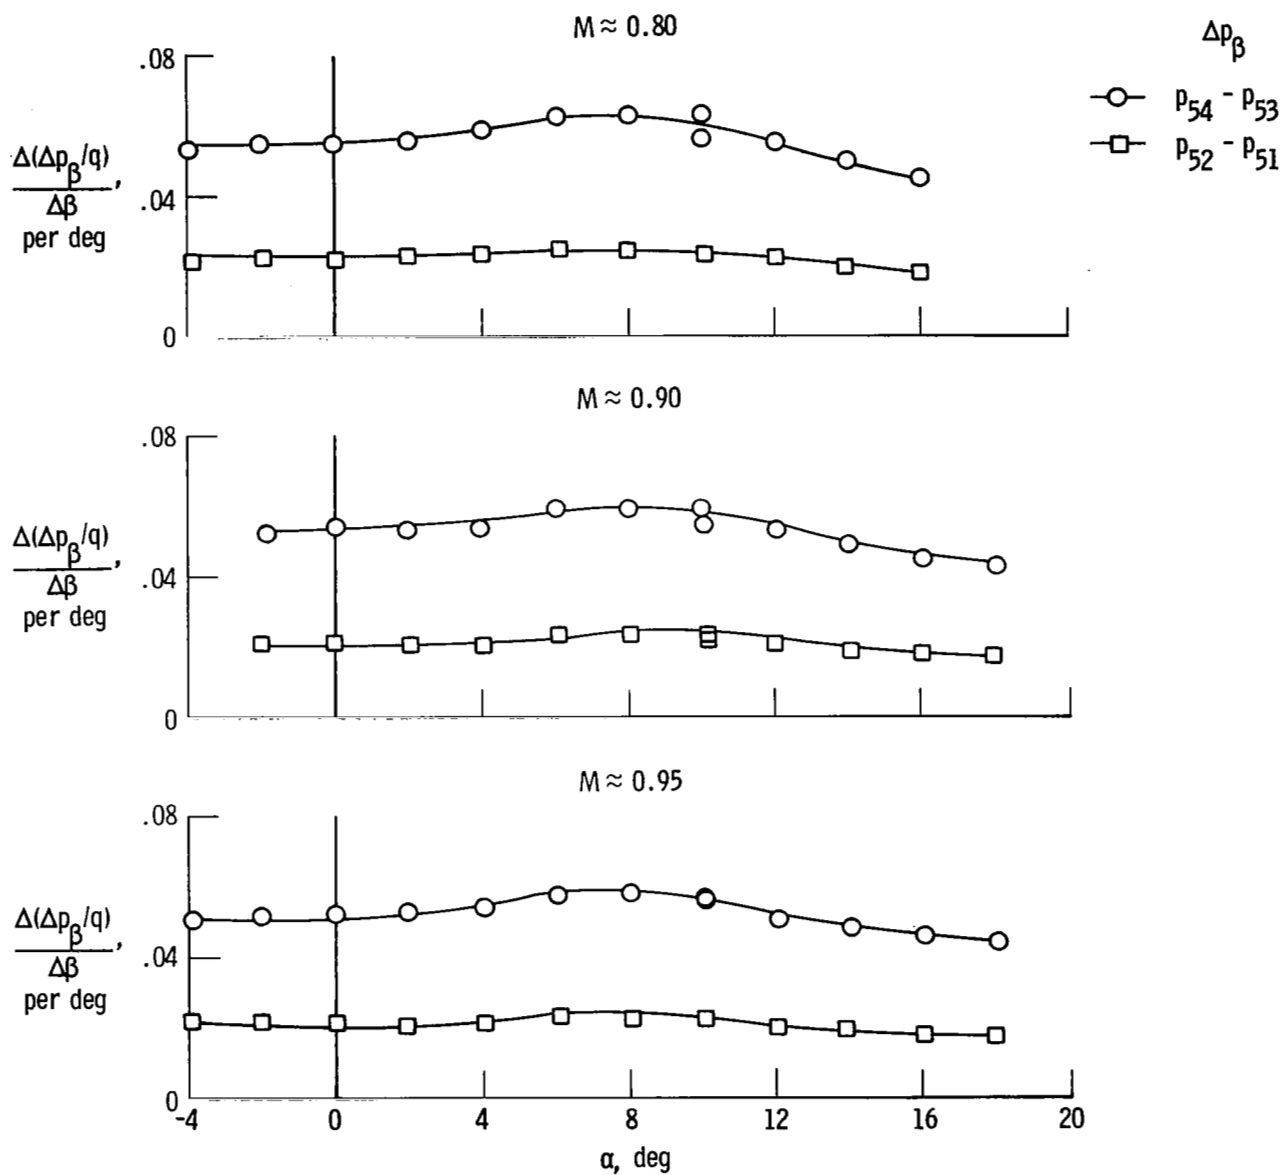 M ≈ 0.80
Δp_β
p_54 - p_53
p_52 - p_51
.08
.04
0
Δ(Δp_β/q)
Δβ
,
per deg
M ≈ 0.90
.08
.04
0
Δ(Δp_β/q)
Δβ
,
per deg
M ≈ 0.95
.08
.04
0
Δ(Δp_β/q)
Δβ
,
per deg
-4 0 4 8 12 16 20
α, deg